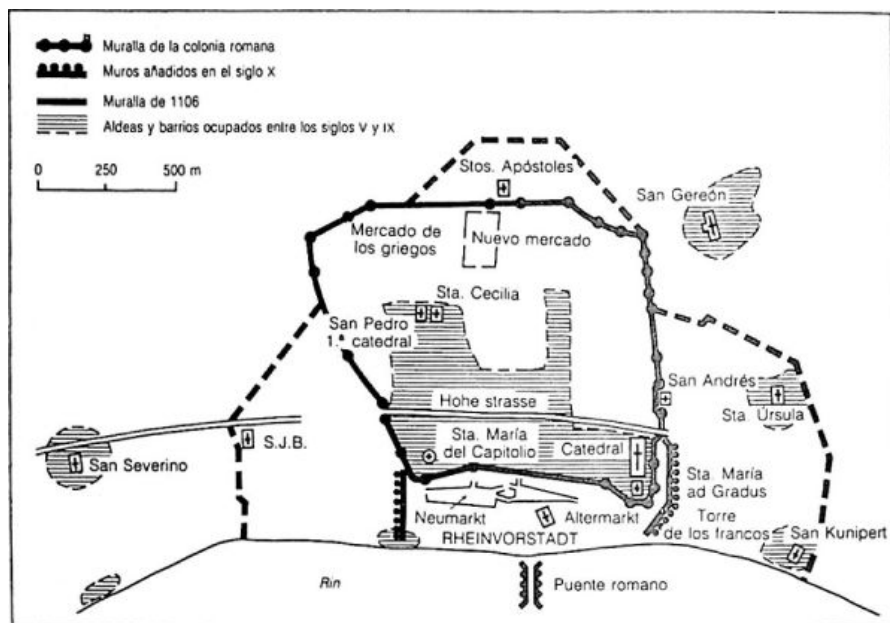 Muralla de la colonia romana
Muros añadidos en el siglo X
Muralla de 1106
Aldeas y barrios ocupados entre los siglos V y IX
0 250 500 m
Stos. Apóstoles
San Gereón
Mercado de
los griegos
Nuevo mercado
Sta. Cecilia
San Pedro
1.ª catedral
San Andrés
Hohe strasse
Sta. Úrsula
Sta. María
del Capitolio
Catedral
S.J.B.
San Severino
Sta. María
ad Gradus
Neumarkt
Altermarkt
Torre
de los francos
RHEINVORSTADT
San Kunipert
Rin
Puente romano